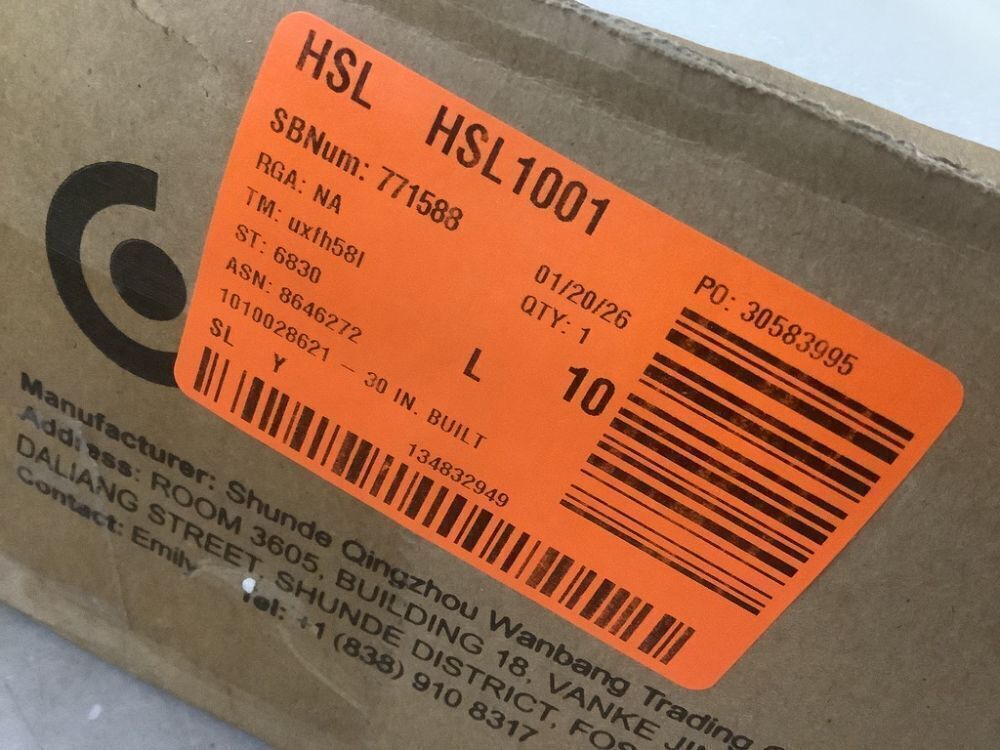 HSL HSL1001
SBNum: 771588
RGA: NA
TM: uxfh58l
ST: 6830
ASN: 8646272
1010028621 - 30 IN. BUILT
SL Y
01/20/26
QTY: 1
L 10
PO: 30583995
134832949
Manufacturer: Shunde Qingzhou Wanbang Trading
Address: ROOM 3605, BUILDING 18, VANKE
DALIANG STREET, SHUNDE DISTRICT,
Contact: Emily
Tel: +1 (838) 910 8317